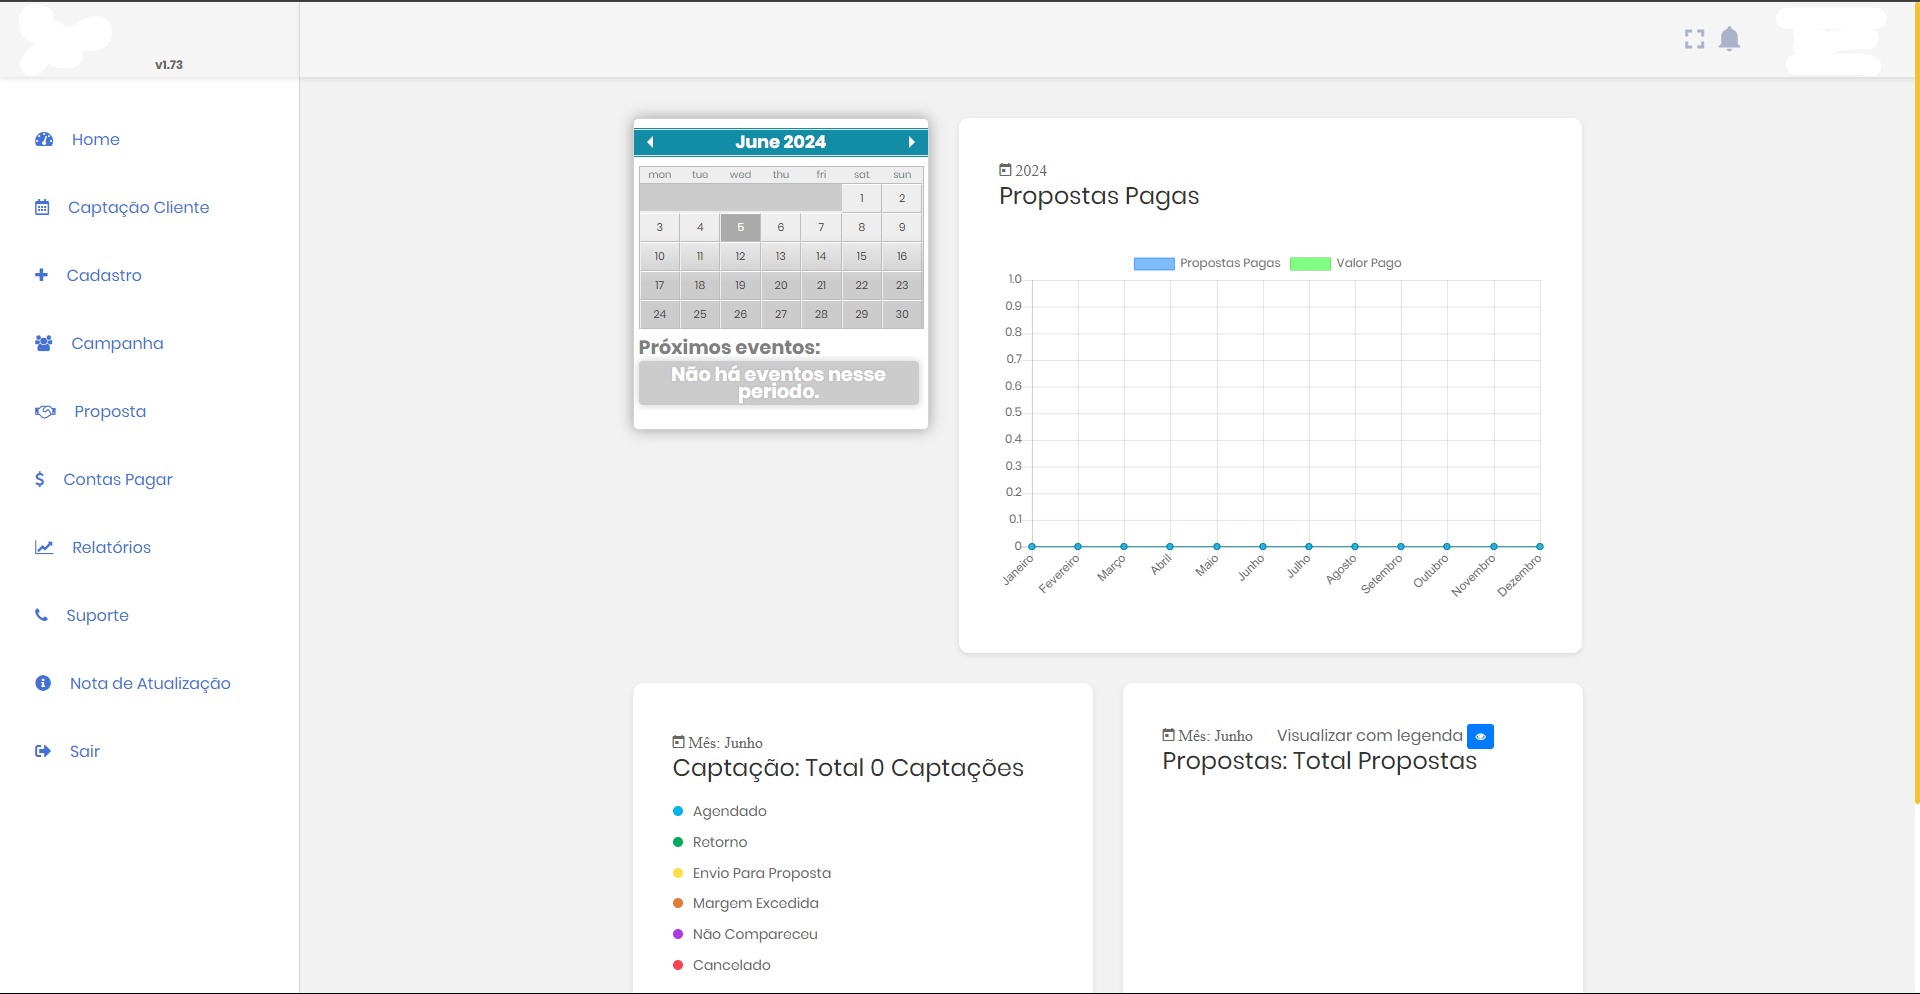 v1.73
Home
Captação Cliente
Cadastro
Campanha
Proposta
Contas Pagar
Relatórios
Suporte
Nota de Atualização
Sair
June 2024
mon tue wed thu fri sat sun
1 2
3 4 5 6 7 8 9
10 11 12 13 14 15 16
17 18 19 20 21 22 23
24 25 26 27 28 29 30
Próximos eventos:
Não há eventos nesse
periodo.
2024
Propostas Pagas
Propostas Pagas Valor Pago
1.0
0.9
0.8
0.7
0.6
0.5
0.4
0.3
0.2
0.1
0
Janeiro Fevereiro Março Abril Maio Junho Julho Agosto Setembro Outubro Novembro Dezembro
Mês: Junho
Captação: Total 0 Captações
Agendado
Retorno
Envio Para Proposta
Margem Excedida
Não Compareceu
Cancelado
Mês: Junho Visualizar com legenda
Propostas: Total Propostas